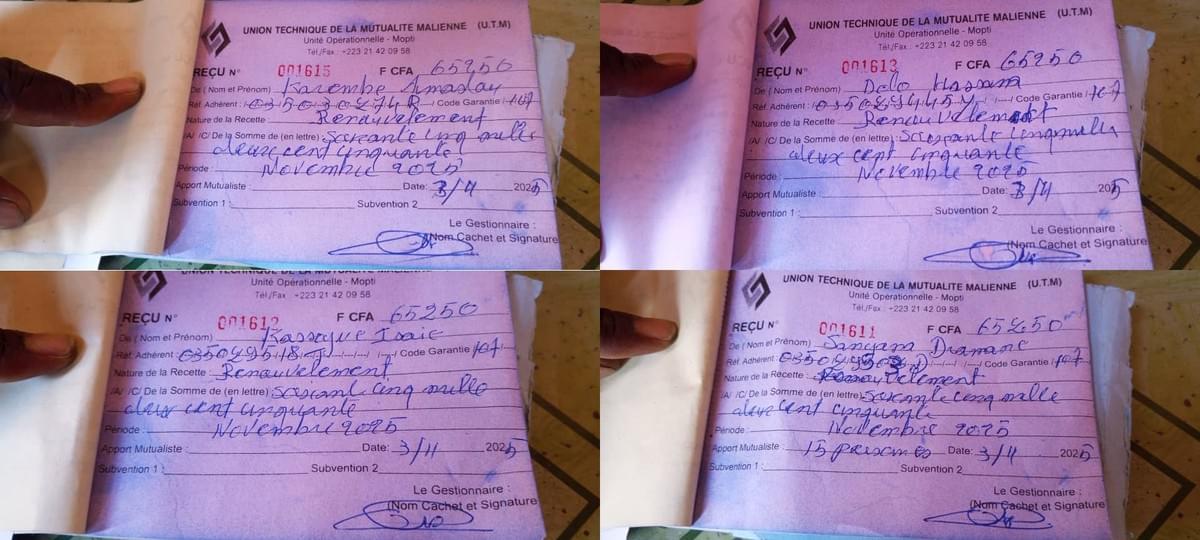 UNION TECHNIQUE DE LA MUTUALITE MALIENNE (U.T.M)
Unité Opérationnelle - Mopti
Tél./Fax : +223 21 42 09 58
REÇU N° 001615 F CFA 65250
De (Nom et Prénom) Karembe Amadou
Réf. Adhérent : 035030274 R /-/-/-/ Code Garantie /107
Nature de la Recette : Renouvelement
/A/ /C/ De la Somme de (en lettre) Soixante cinq mille
deux cent cinquante
Période : Novembre 2025
Apport Mutualiste : Date: 3/11 2025
Subvention 1 : Subvention 2
Le Gestionnaire :
(Nom Cachet et Signature
UNION TECHNIQUE DE LA MUTUALITE MALIENNE (U.T.M)
Unité Opérationnelle - Mopti
Tél./Fax : +223 21 42 09 58
REÇU N° 001613 F CFA 65250
De (Nom et Prénom) Dolo Hassana
Réf. Adhérent : /-/-/ Code Garantie /107
Nature de la Recette : Renouvelement
/A/ /C/ De la Somme de (en lettre) Soixante cinq mille
deux cent cinquante
Période : Novembre 2025
Apport Mutualiste : Date: 3/11 2025
Subvention 1 : Subvention 2
Le Gestionnaire :
(Nom Cachet et Signature
UNION TECHNIQUE DE LA MUTUALITE MALIENNE
Unité Opérationnelle - Mopti
Tél./Fax : +223 21 42 09 58
REÇU N° 001612 F CFA 65250
De (Nom et Prénom) Kassogue Isaie
Réf. Adhérent : /-/-/-/-/ Code Garantie /107
Nature de la Recette : Renouvelement
/A/ /C/ De la Somme de (en lettre) Soixante cinq mille
deux cent cinquante
Période : Novembre 2025
Apport Mutualiste : Date: 3/11 2025
Subvention 1 : Subvention 2
Le Gestionnaire :
(Nom Cachet et Signature
UNION TECHNIQUE DE LA MUTUALITE MALIENNE (U.T.M)
Unité Opérationnelle - Mopti
Tél./Fax : +223 21 42 09 58
REÇU N° 001611 F CFA 65250
De (Nom et Prénom) Dramane
Réf. Adhérent : /-/-/ Code Garantie /107
Nature de la Recette : Renouvelement
/A/ /C/ De la Somme de (en lettre) Soixante cinq mille
deux cent cinquante
Période : Novembre 2025
Apport Mutualiste : 15 personnes Date: 3/11 2025
Subvention 1 : Subvention 2
Le Gestionnaire :
(Nom Cachet et Signature